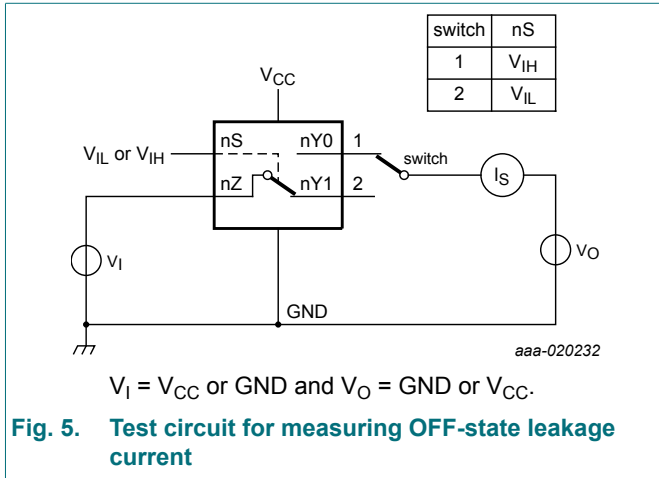 switch nS
1 VIH
2 VIL
VCC
VIL or VIH
nS
nY0
1
switch
nZ
nY1
2
IS
VI
VO
GND
aaa-020232
VI = VCC or GND and VO = GND or VCC.
Fig. 5. Test circuit for measuring OFF-state leakage
current